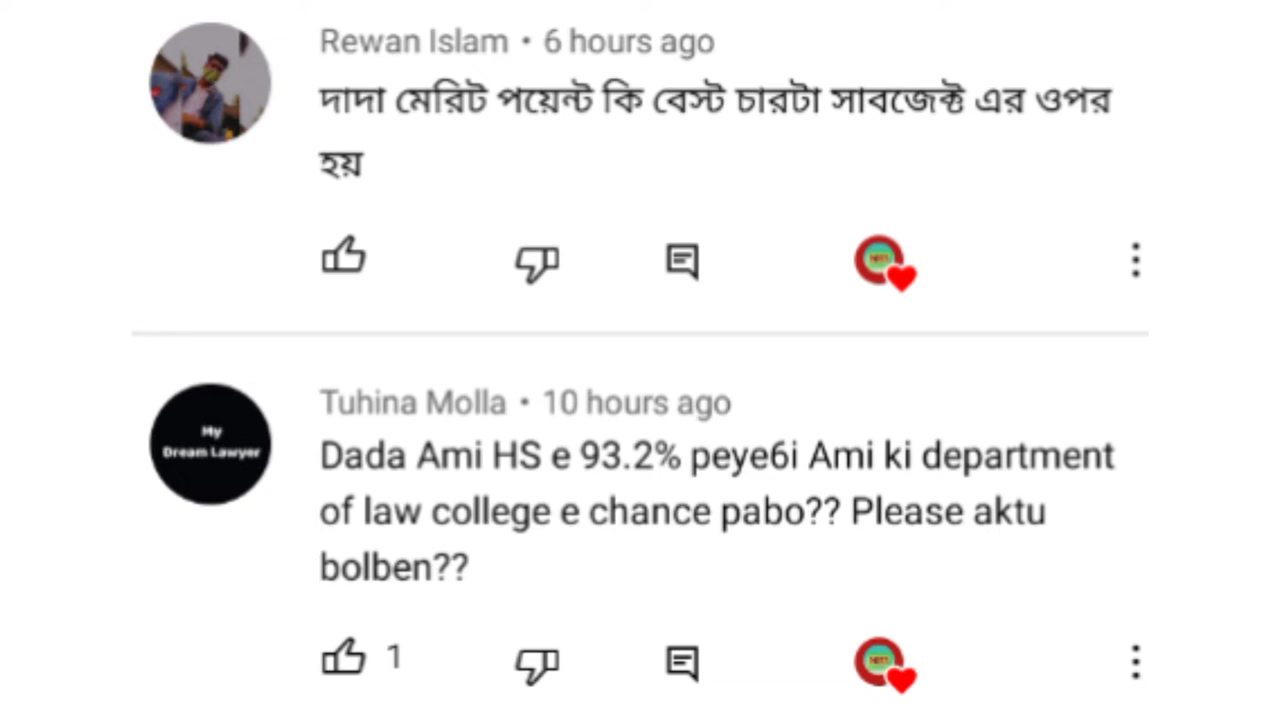 Rewan Islam • 6 hours ago
দাদা মেরিট পয়েন্ট কি বেস্ট চারটা সাবজেক্ট এর ওপর
হয়
Tuhina Molla • 10 hours ago
My
Dream Lawyer
Dada Ami HS e 93.2% peye6i Ami ki department
of law college e chance pabo?? Please aktu
bolben??
1